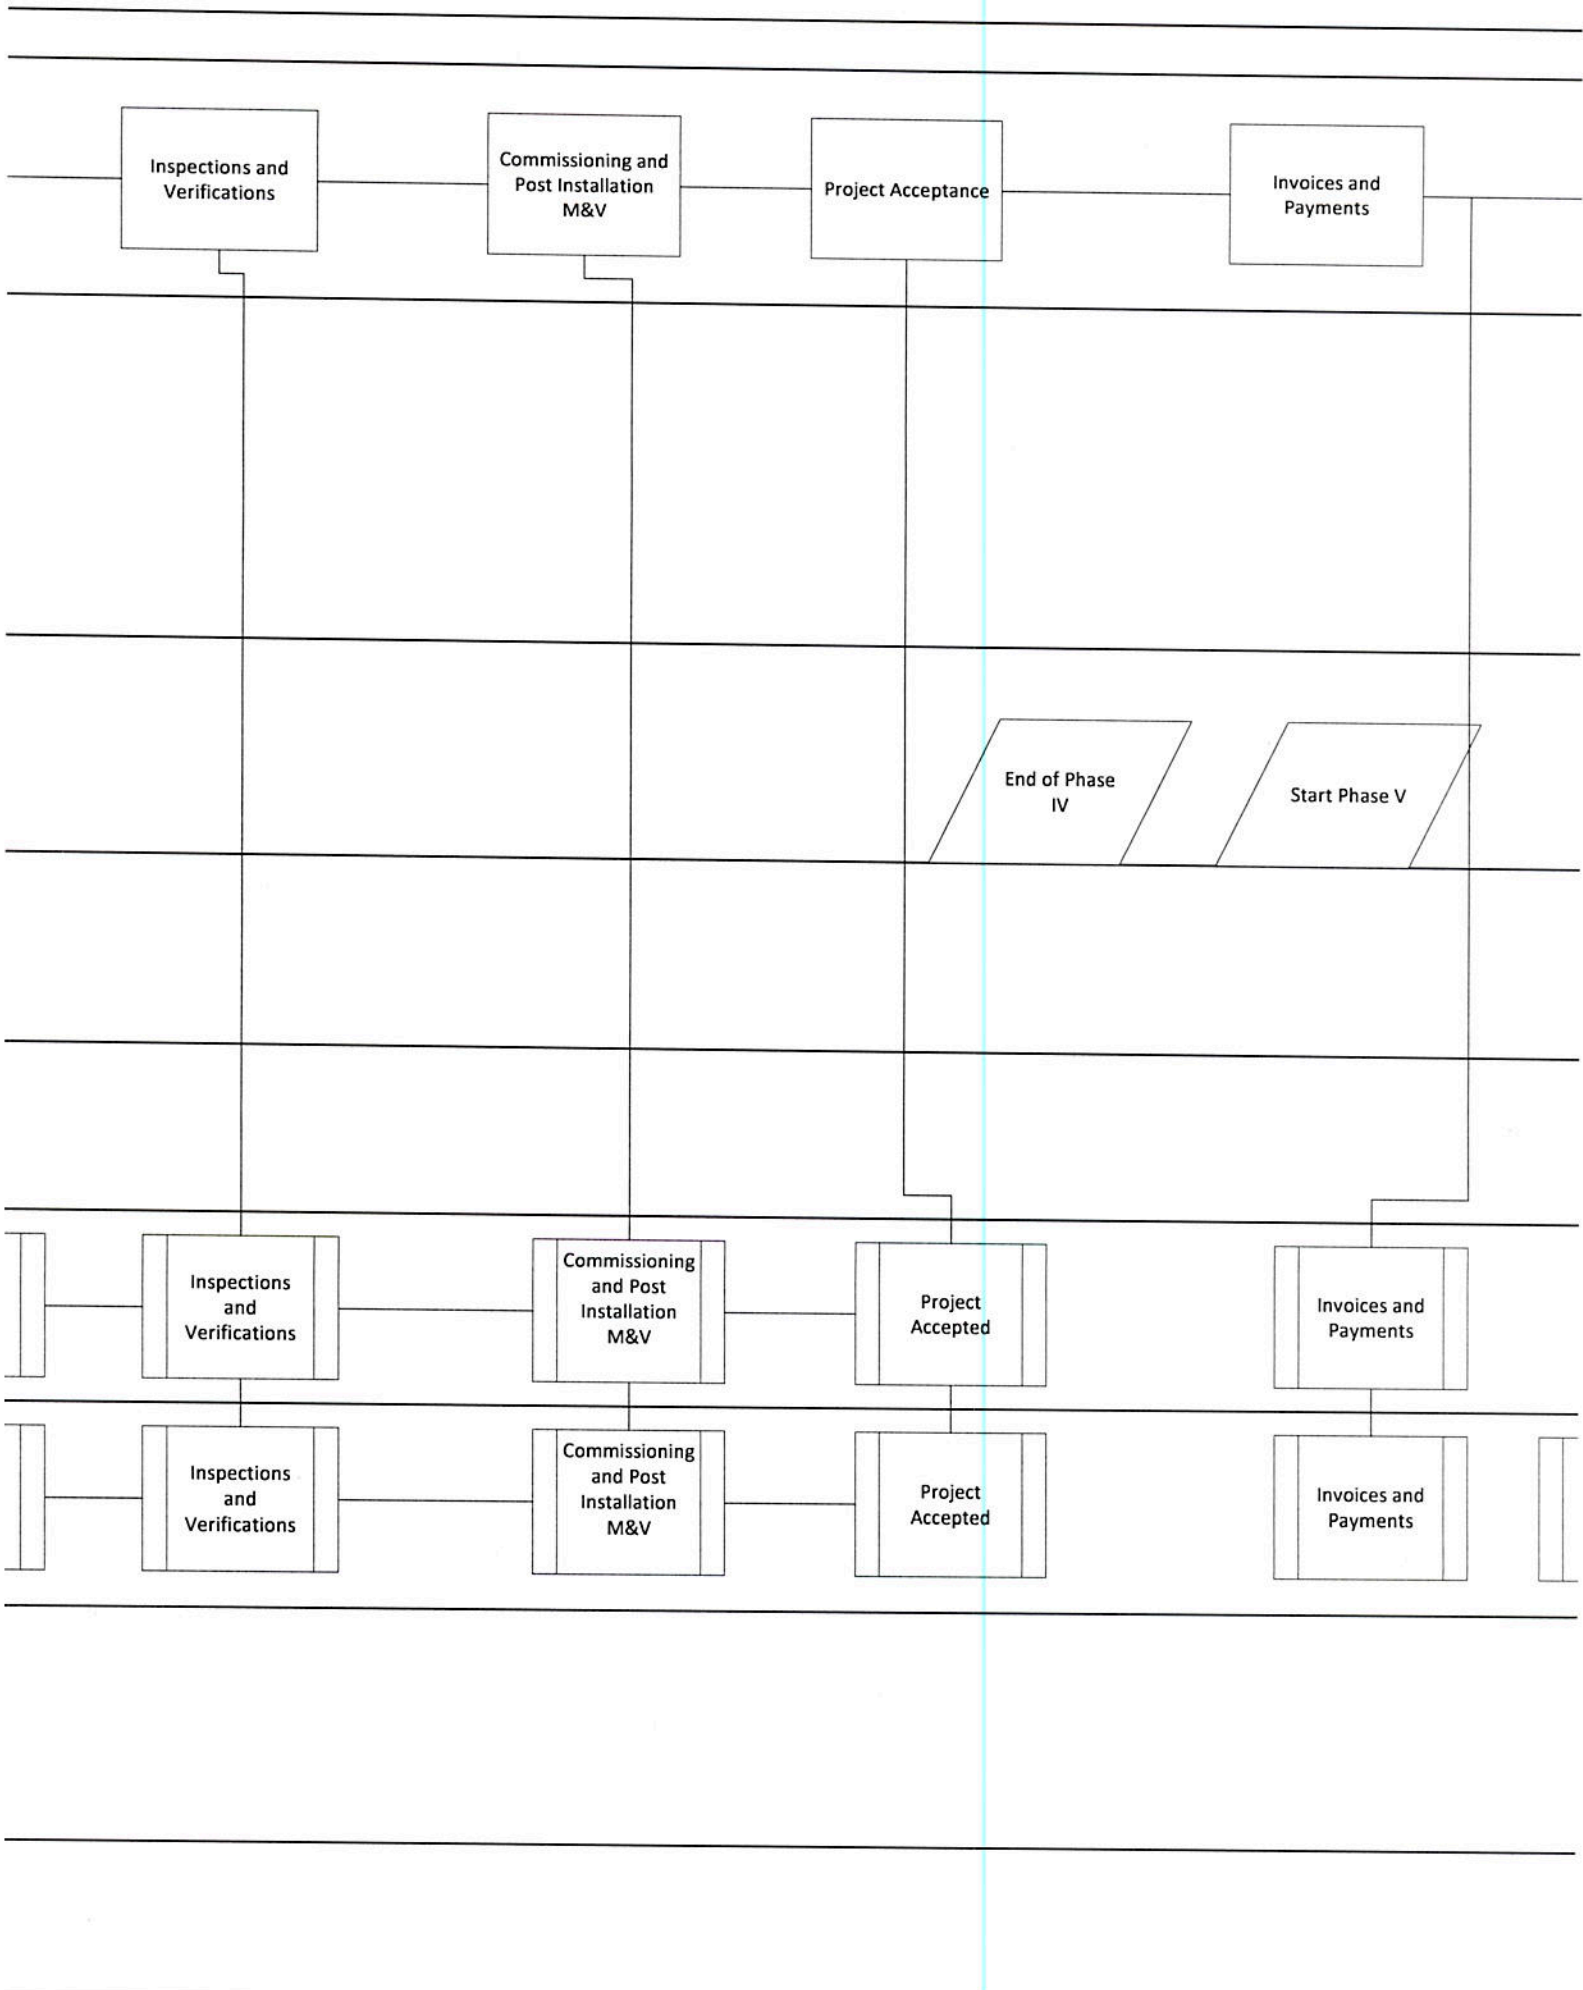 Inspections and
Verifications
Commissioning and
Post Installation
M&V
Project Acceptance
Invoices and
Payments
End of Phase
IV
Start Phase V
Inspections
and
Verifications
Commissioning
and Post
Installation
M&V
Project
Accepted
Invoices and
Payments
Inspections
and
Verifications
Commissioning
and Post
Installation
M&V
Project
Accepted
Invoices and
Payments